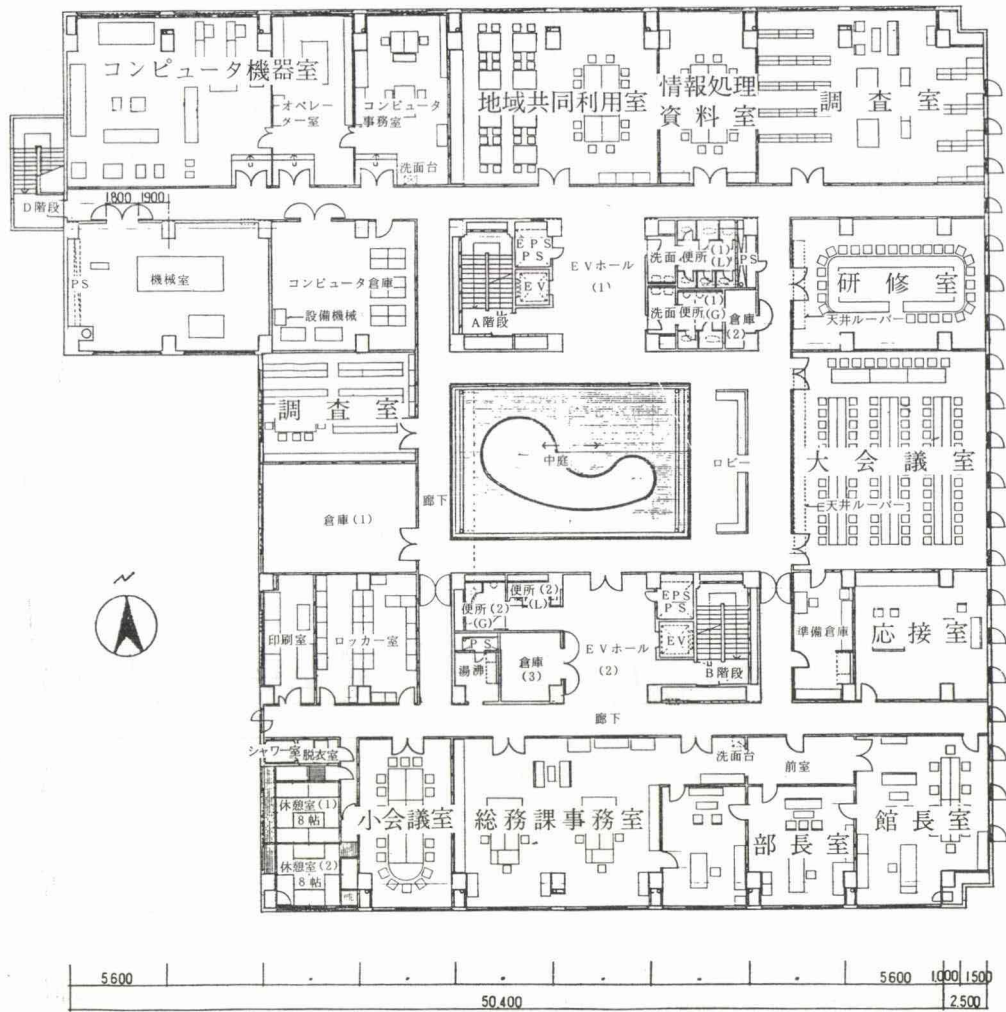 コンピュータ機器室
オペレー
ター室
コンピュータ
事務室
洗面台
地域共同利用室
情報処理
資料室
調査室
D階段
1800 1900
PS
機械室
コンピュータ倉庫
設備機械
EPS
PS
EV
A階段
EVホール
(1)
洗面
便所(1)
(L)
PS
洗面
便所(1)
(G)
倉庫
(2)
研修室
天井ルーバー
調査室
中庭
ロビー
大会議室
天井ルーバー
倉庫(1)
廊下
N
印刷室
ロッカー室
便所(2)
(G)
便所(2)
(L)
PS
湯沸
倉庫
(3)
EVホール
(2)
EPS
PS
EV
B階段
準備倉庫
応接室
廊下
シャワー室
脱衣室
洗面台
前室
休憩室(1)
8帖
休憩室(2)
8帖
小会議室
総務課事務室
部長室
館長室
5600
5600
1,000
1500
50,400
2,500